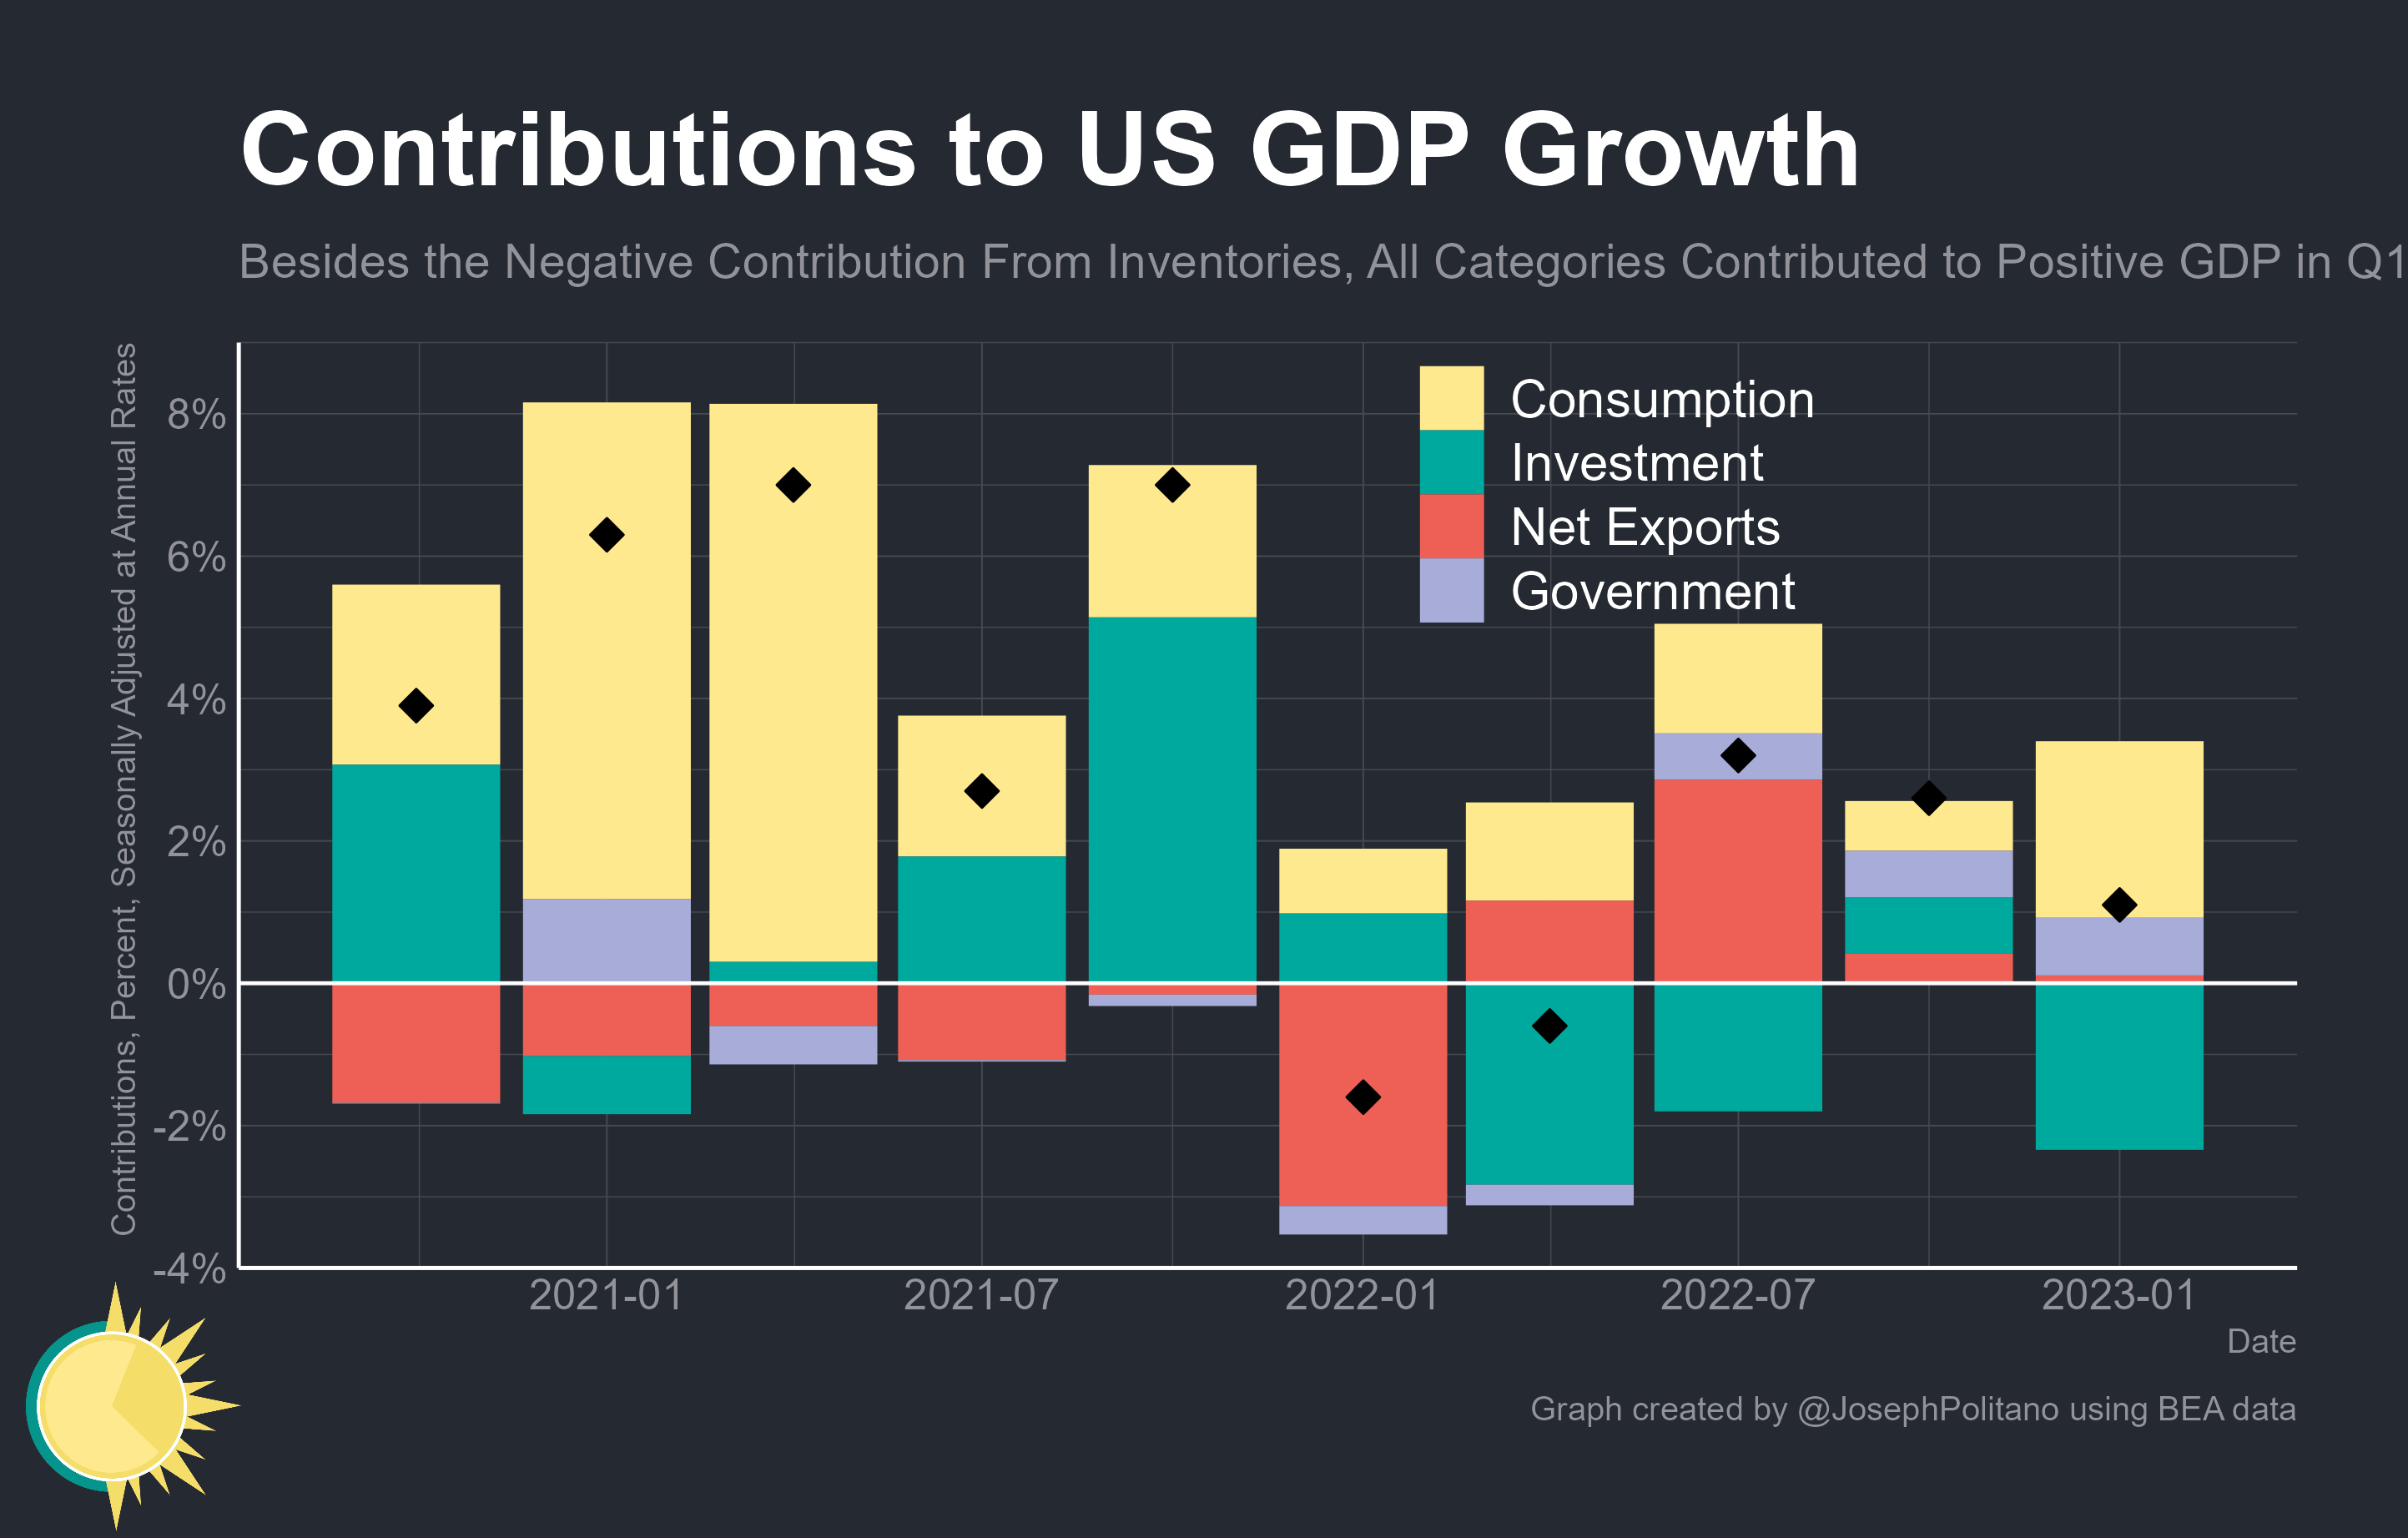 Contributions to US GDP Growth
Besides the Negative Contribution From Inventories, All Categories Contributed to Positive GDP in Q1
Contributions, Percent, Seasonally Adjusted at Annual Rates
8%
6%
4%
2%
0%
-2%
-4%
Consumption
Investment
Net Exports
Government
2021-01
2021-07
2022-01
2022-07
2023-01
Date
Graph created by @JosephPolitano using BEA data